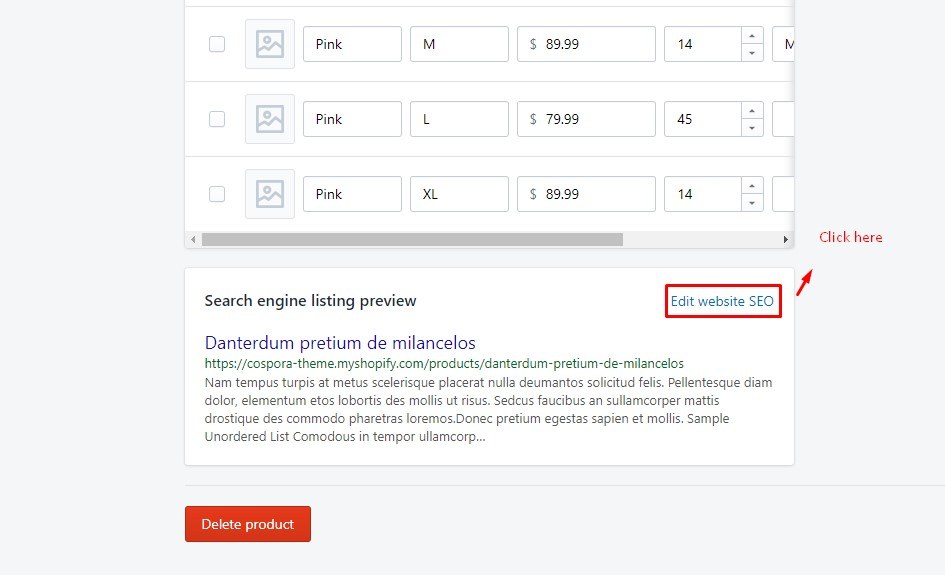 Pink M $ 89.99 14 M
Pink L $ 79.99 45
Pink XL $ 89.99 14
Click here
Search engine listing preview Edit website SEO
Danterdum pretium de milancelos
https://cospora-theme.myshopify.com/products/danterdum-pretium-de-milancelos
Nam tempus turpis at metus scelerisque placerat nulla deumantos solicitud felis. Pellentesque diam
dolor, elementum etos lobortis des mollis ut risus. Sedcus faucibus an sullamcorper mattis
drostique des commodo pharetras loremos.Donec pretium egestas sapien et mollis. Sample
Unordered List Comodous in tempor ullamcorp...
Delete product